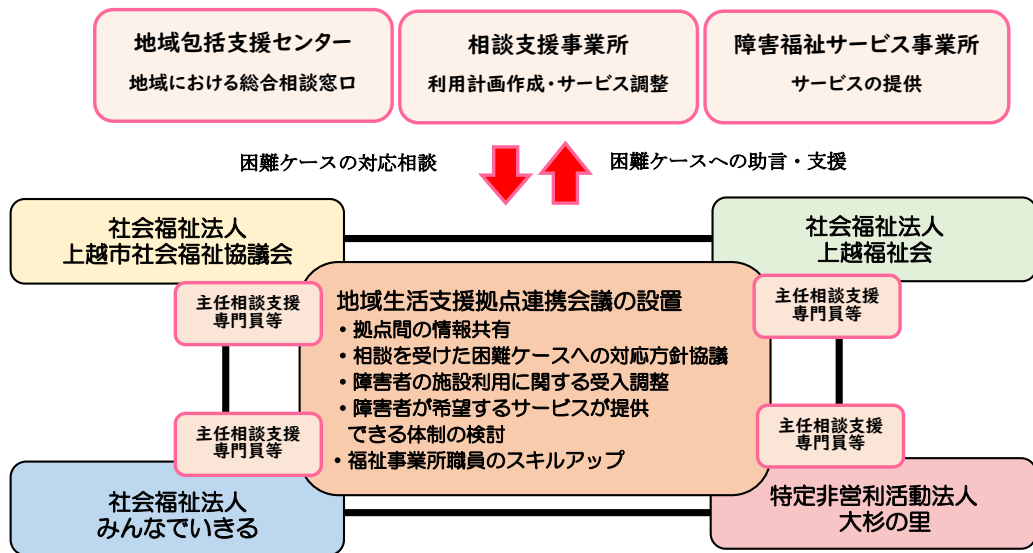 地域包括支援センター
地域における総合相談窓口
相談支援事業所
利用計画作成・サービス調整
障害福祉サービス事業所
サービスの提供
困難ケースの対応相談
困難ケースへの助言・支援
社会福祉法人
上越市社会福祉協議会
社会福祉法人
上越福祉会
主任相談支援
専門員等
主任相談支援
専門員等
地域生活支援拠点連携会議の設置
・拠点間の情報共有
・相談を受けた困難ケースへの対応方針協議
・障害者の施設利用に関する受入調整
・障害者が希望するサービスが提供
できる体制の検討
・福祉事業所職員のスキルアップ
主任相談支援
専門員等
主任相談支援
専門員等
社会福祉法人
みんなでいきる
特定非営利活動法人
大杉の里